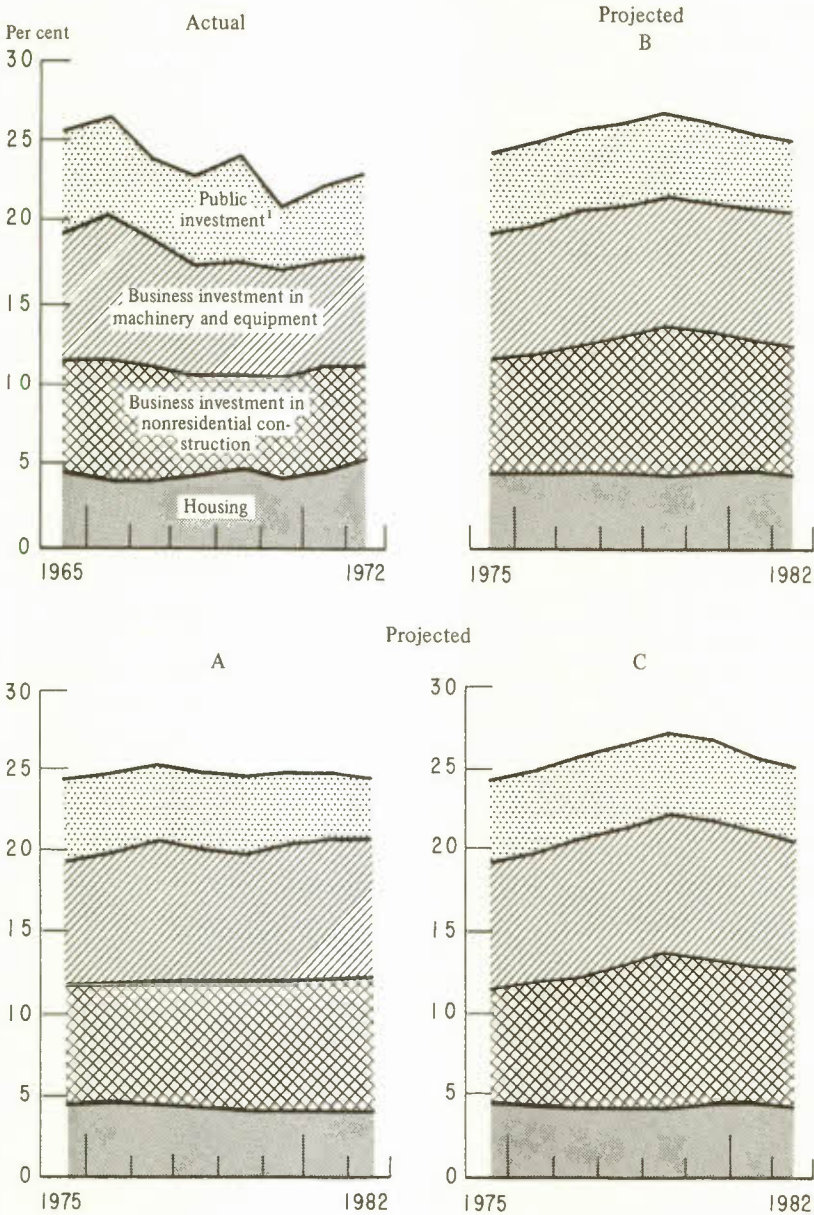 Per cent
Actual
30
25
20
15
10
5
0
Public
investment¹
Business investment in
machinery and equipment
Business investment in
nonresidential con-
struction
Housing
1965
1972
Projected
B
1975
1982
Projected
A
30
25
20
15
10
5
0
1975
1982
C
30
25
20
15
10
5
0
1975
1982